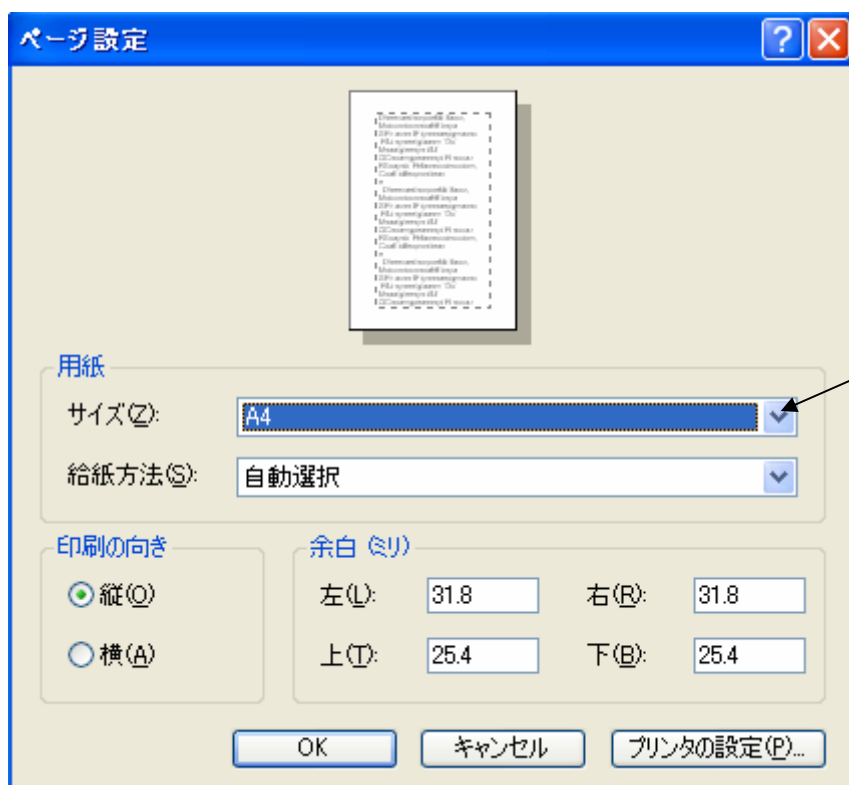 ページ設定
用紙
サイズ(Z):
A4
給紙方法(S):
自動選択
印刷の向き
縦(O)
横(A)
余白 (ミリ)
左(L):
31.8
右(R):
31.8
上(T):
25.4
下(B):
25.4
OK
キャンセル
プリンタの設定(P)...